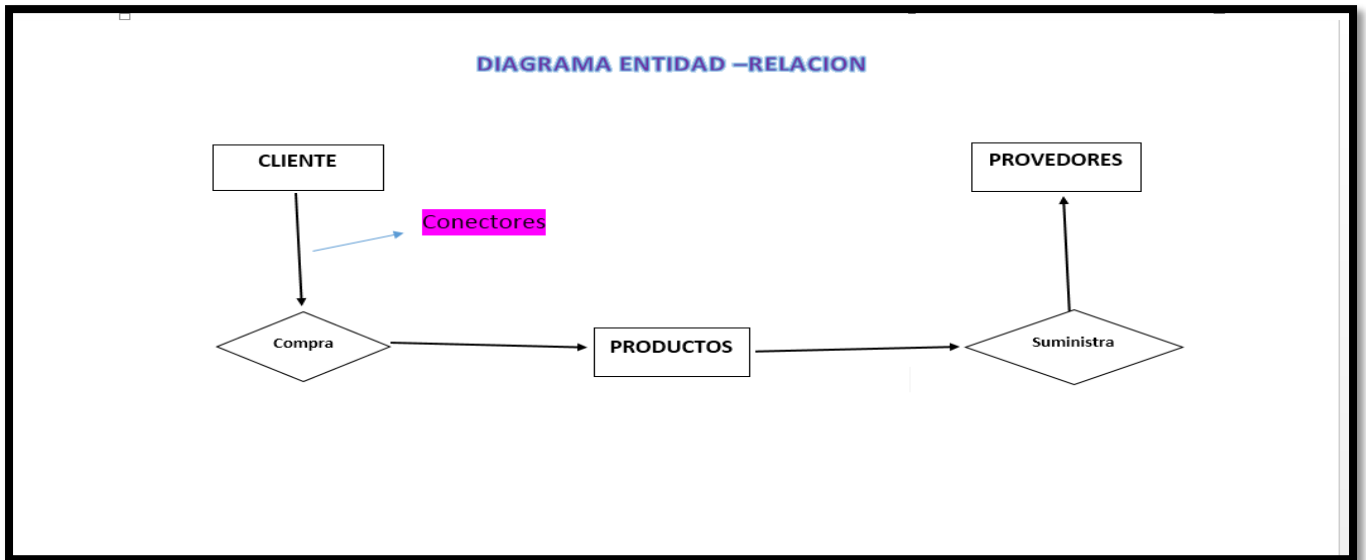 DIAGRAMA ENTIDAD –RELACION
CLIENTE
PROVEDORES
Conectores
Compra
PRODUCTOS
Suministra